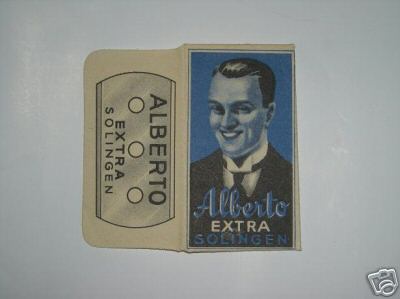 ALBERTO
EXTRA
SOLINGEN
Alberto
EXTRA
SOLINGEN